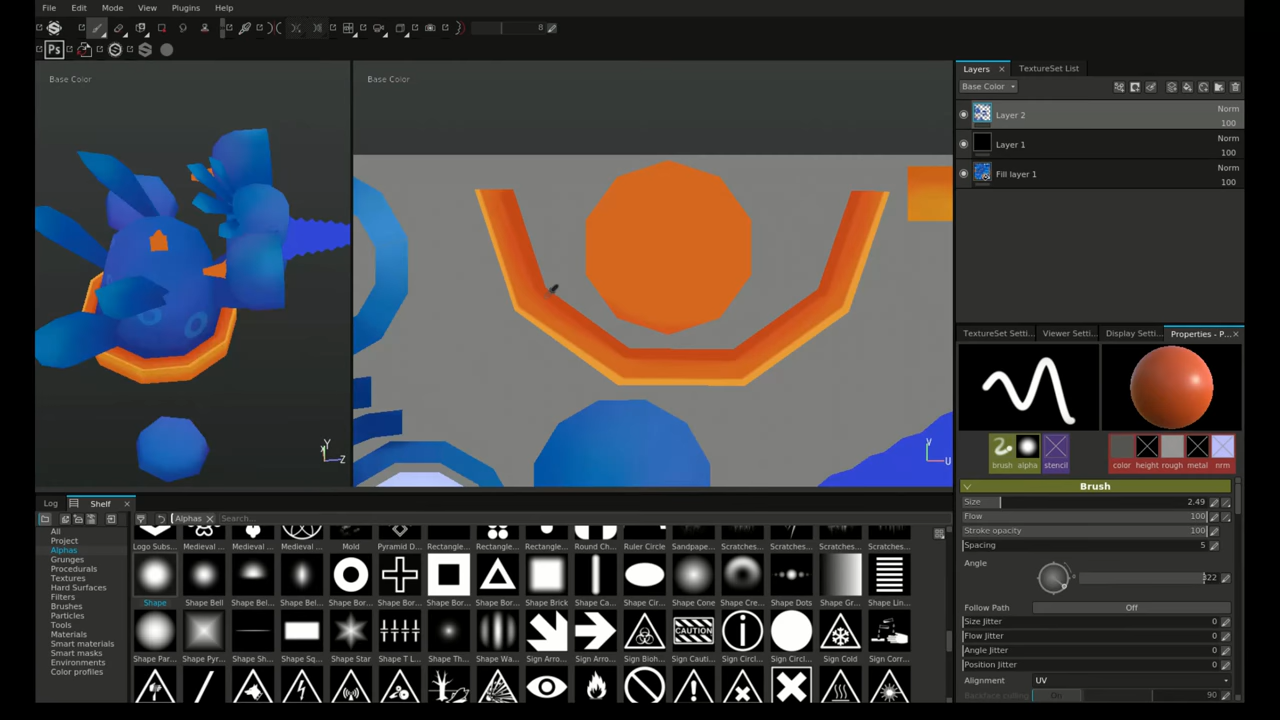 File Edit Mode View Plugins Help
8
Ps
Base Color
Base Color
Y
X
Z
V
U
Layers TextureSet List
Base Color
Layer 2 Norm 100
Layer 1 Norm 100
Fill layer 1 Norm 100
TextureSet Setti... Viewer Setti... Display Setti... Properties - P...
brush alpha stencil color height rough metal nrm
Brush
Size 2.49
Flow 100
Stroke opacity 100
Spacing 5
Angle 322
Follow Path Off
Size Jitter 0
Flow Jitter 0
Angle Jitter 0
Position Jitter 0
Alignment UV
Backface culling On 90
Log Shelf
Alphas Search...
All
Project
Alphas
Grunges
Procedurals
Textures
Hard Surfaces
Filters
Brushes
Particles
Tools
Materials
Smart materials
Smart masks
Environments
Color profiles
Logo Subs... Medieval ... Medieval ... Medieval ... Mold Pyramid D... Rectangle... Rectangle... Rectangle... Round Ch... Ruler Circle Sandpape... Scratches... Scratches... Scratches... Scratches...
Shape Shape Bell Shape Bel... Shape Bel... Shape Bor... Shape Bor... Shape Bor... Shape Bor... Shape Brick Shape Ca... Shape Cir... Shape Cone Shape Cre... Shape Dots Shape Gr... Shape Lin...
CAUTION
Shape Par... Shape Pyr... Shape Sh... Shape Sq... Shape Star Shape T L... Shape Th... Shape Wa... Sign Arro... Sign Arro... Sign Bioh... Sign Cauti... Sign Circl... Sign Circl... Sign Cold Sign Corr...